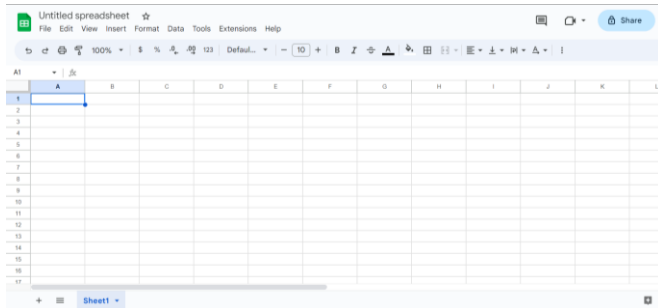 Untitled spreadsheet
File Edit View Insert Format Data Tools Extensions Help
Share
100% $ % .0 .00 123 Defaul... − 10 + B I A
A1 fx
A B C D E F G H I J K L
1
2
3
4
5
6
7
8
9
10
11
12
13
14
15
16
17
+ Sheet1